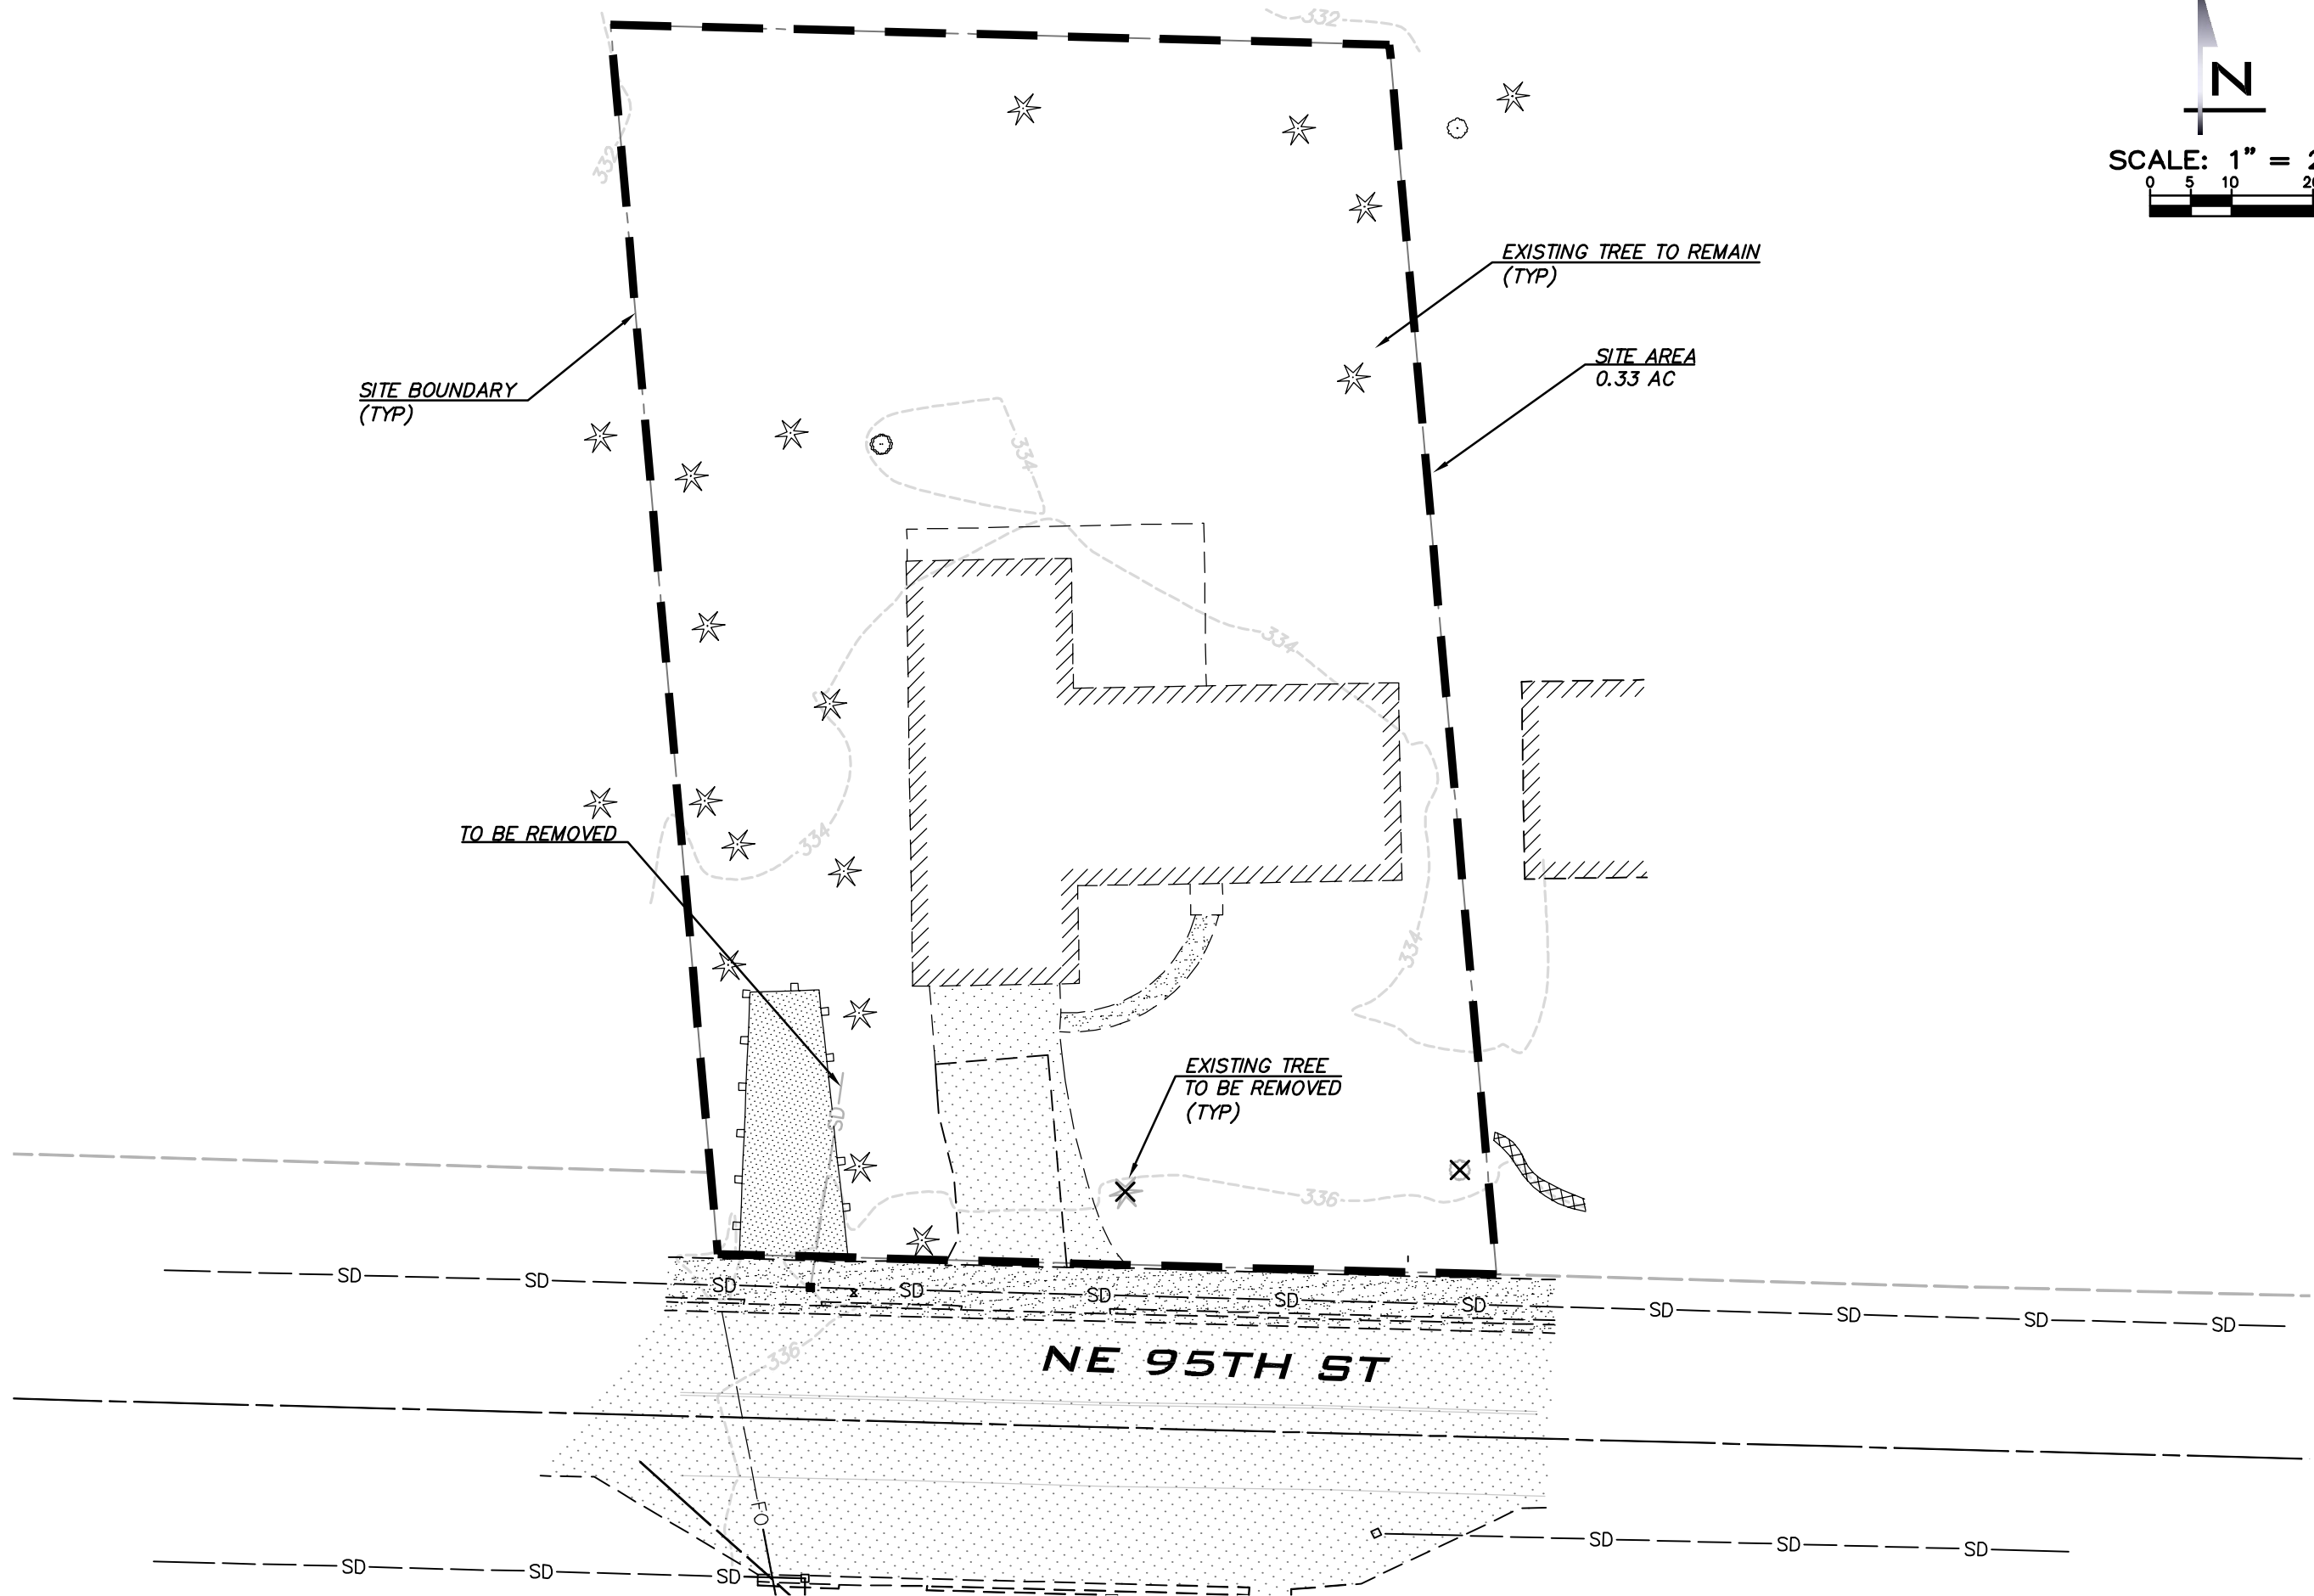 332
N
SCALE: 1" = 2
0 5 10 20
332
EXISTING TREE TO REMAIN
(TYP)
SITE AREA
0.33 AC
SITE BOUNDARY
(TYP)
334
334
TO BE REMOVED
334
334
EXISTING TREE
TO BE REMOVED
(TYP)
SD
336
SD SD SD SD SD SD SD SD SD SD SD
336
NE 95TH ST
SD SD SD
SD SD SD